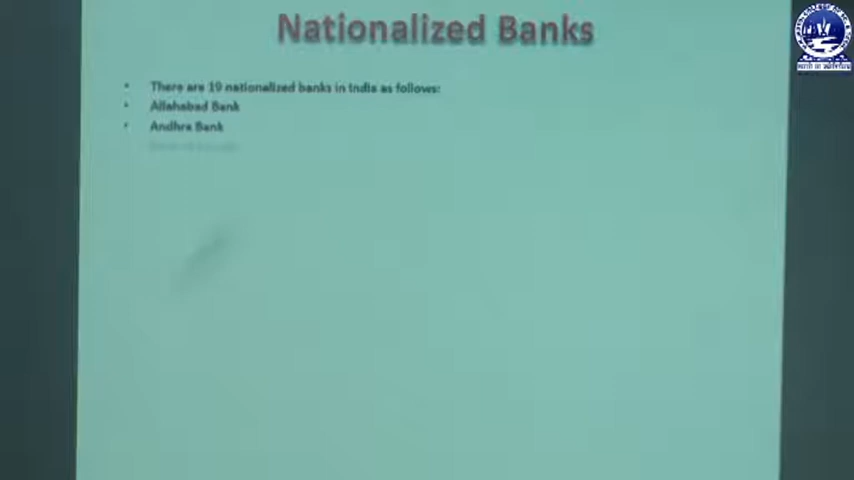 Nationalized Banks
There are 19 nationalized banks in India as follows:
Allahabad Bank
Andhra Bank